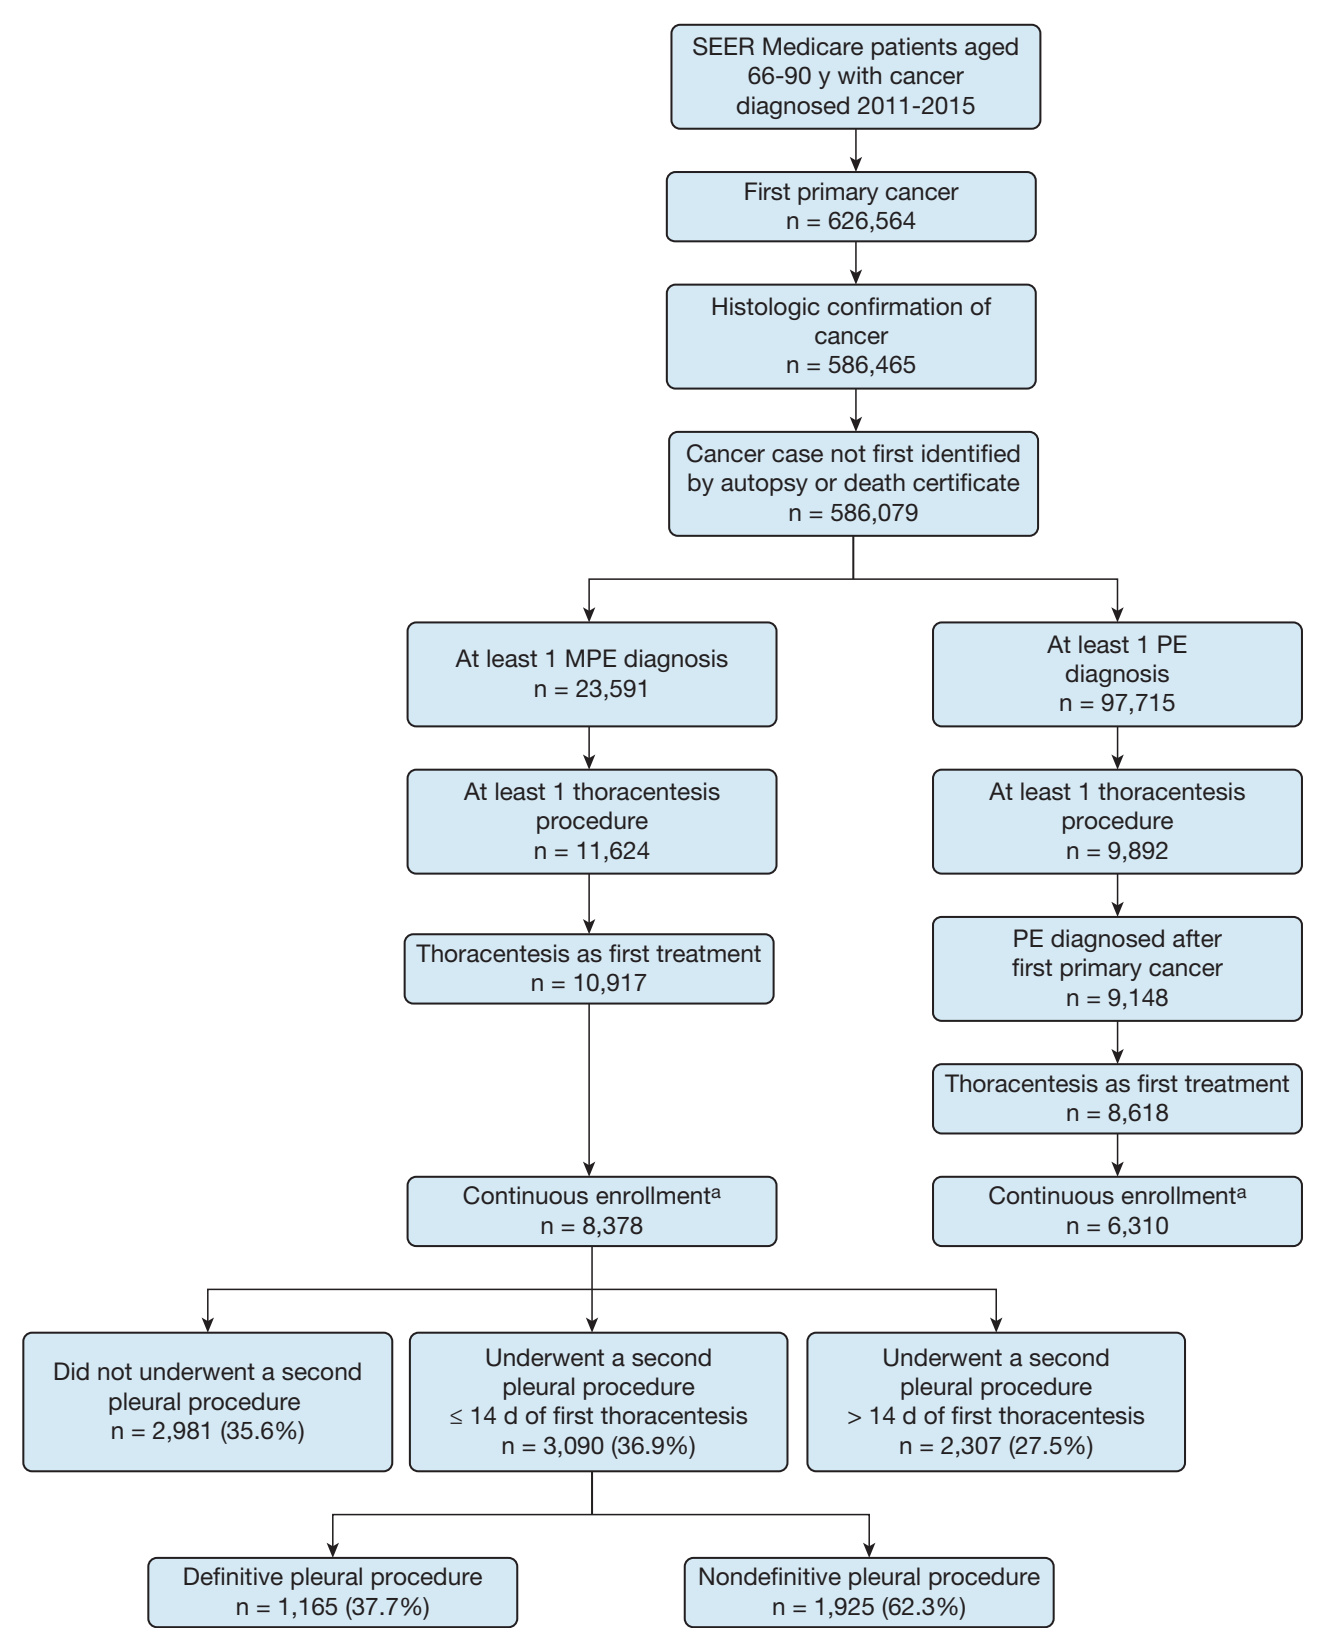 SEER Medicare patients aged
66-90 y with cancer
diagnosed 2011-2015
First primary cancer
n = 626,564
Histologic confirmation of
cancer
n = 586,465
Cancer case not first identified
by autopsy or death certificate
n = 586,079
At least 1 MPE diagnosis
n = 23,591
At least 1 PE
diagnosis
n = 97,715
At least 1 thoracentesis
procedure
n = 11,624
At least 1 thoracentesis
procedure
n = 9,892
Thoracentesis as first treatment
n = 10,917
PE diagnosed after
first primary cancer
n = 9,148
Thoracentesis as first treatment
n = 8,618
Continuous enrollmentᵃ
n = 8,378
Continuous enrollmentᵃ
n = 6,310
Did not underwent a second
pleural procedure
n = 2,981 (35.6%)
Underwent a second
pleural procedure
≤ 14 d of first thoracentesis
n = 3,090 (36.9%)
Underwent a second
pleural procedure
> 14 d of first thoracentesis
n = 2,307 (27.5%)
Definitive pleural procedure
n = 1,165 (37.7%)
Nondefinitive pleural procedure
n = 1,925 (62.3%)